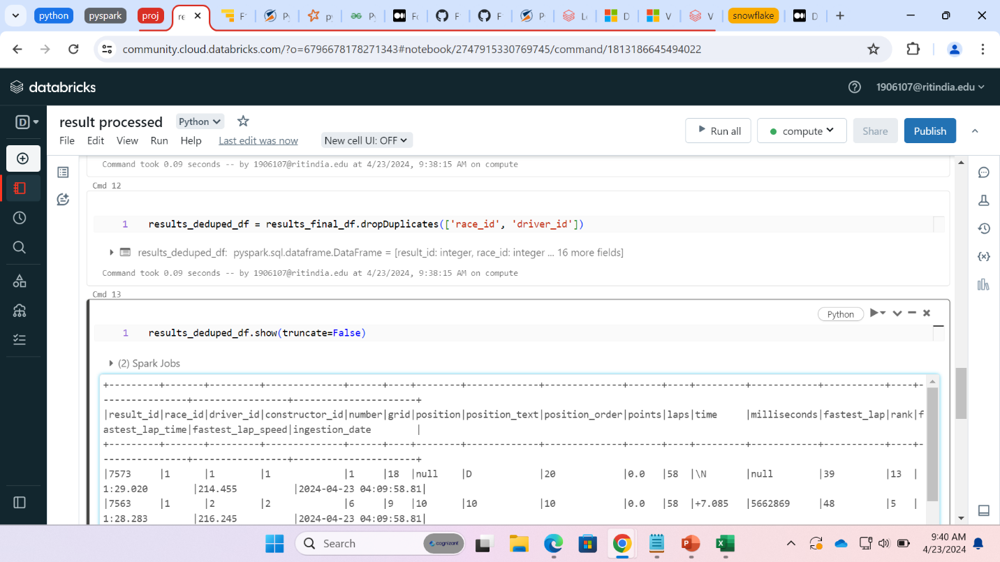 python
pyspark
proj
re
F
Py
py
Py
Fo
F
F
Py
Lo
D
V
V
snowflake
D
community.cloud.databricks.com/?o=6796678178271343#notebook/2747915330769745/command/1813186645494022
databricks
1906107@ritindia.edu
D
result processed
Python
File Edit View Run Help Last edit was now New cell UI: OFF
Run all
compute
Share
Publish
Command took 0.09 seconds -- by 1906107@ritindia.edu at 4/23/2024, 9:38:15 AM on compute
Cmd 12
1 results_deduped_df = results_final_df.dropDuplicates(['race_id', 'driver_id'])
results_deduped_df: pyspark.sql.dataframe.DataFrame = [result_id: integer, race_id: integer ... 16 more fields]
Command took 0.09 seconds -- by 1906107@ritindia.edu at 4/23/2024, 9:38:15 AM on compute
Cmd 13
Python
1 results_deduped_df.show(truncate=False)
(2) Spark Jobs
+---------+-------+---------+--------------+------+----+--------+-------------+--------------+------+----+---------+------------+-----------+----+-
---------------+-----------------+----------------------+
|result_id|race_id|driver_id|constructor_id|number|grid|position|position_text|position_order|points|laps|time     |milliseconds|fastest_lap|rank|f
astest_lap_time|fastest_lap_speed|ingestion_date        |
+---------+-------+---------+--------------+------+----+--------+-------------+--------------+------+----+---------+------------+-----------+----+-
---------------+-----------------+----------------------+
|7573     |1      |1        |1             |1     |18  |null    |D            |20            |0.0   |58  |\N       |null        |39         |13  |
1:29.020        |214.455          |2024-04-23 04:09:58.81|
|7563     |1      |2        |2             |6     |9   |10      |10           |10            |0.0   |58  |+7.085   |5662869     |48         |5   |
1:28.283        |216.245          |2024-04-23 04:09:58.81|
Search
cognizant
9:40 AM
4/23/2024